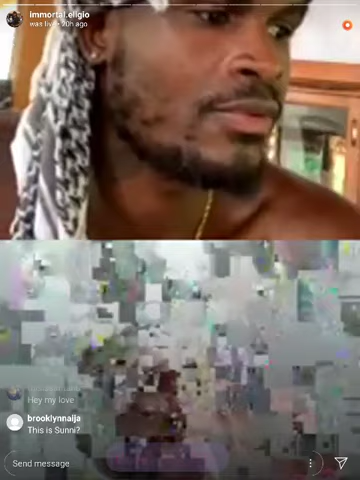 immortal.eligio
was live • 20h ago
Hey my love
brooklynnaija
This is Sunni?
Send message